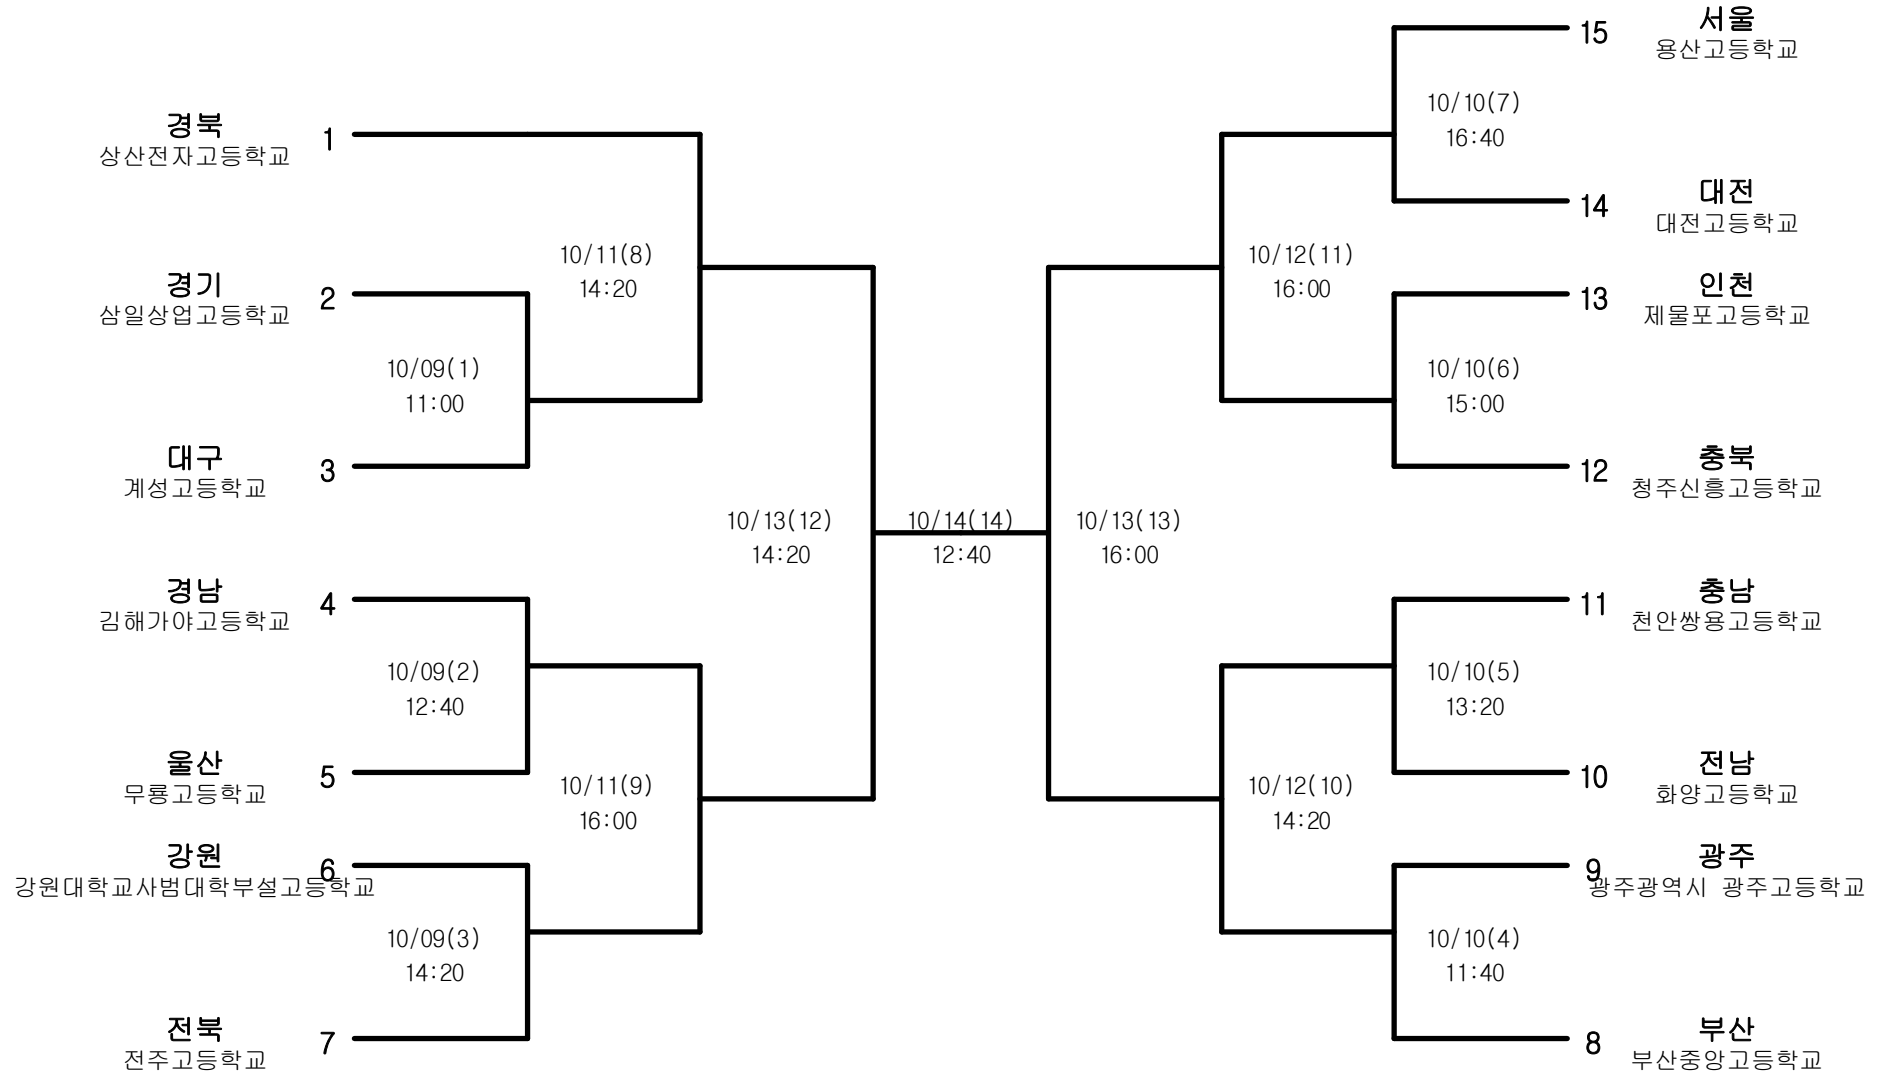 경북
상산전자고등학교
1
경기
삼일상업고등학교
2
10/09(1)
11:00
대구
계성고등학교
3
10/11(8)
14:20
경남
김해가야고등학교
4
10/09(2)
12:40
울산
무룡고등학교
5
10/11(9)
16:00
강원
강원대학교사범대학부설고등학교
6
10/09(3)
14:20
전북
전주고등학교
7
10/13(12)
14:20
10/14(14)
12:40
10/13(13)
16:00
15
서울
용산고등학교
10/10(7)
16:40
14
대전
대전고등학교
10/12(11)
16:00
13
인천
제물포고등학교
10/10(6)
15:00
12
충북
청주신흥고등학교
11
충남
천안쌍용고등학교
10/10(5)
13:20
10
전남
화양고등학교
10/12(10)
14:20
9
광주
광주광역시 광주고등학교
10/10(4)
11:40
8
부산
부산중앙고등학교